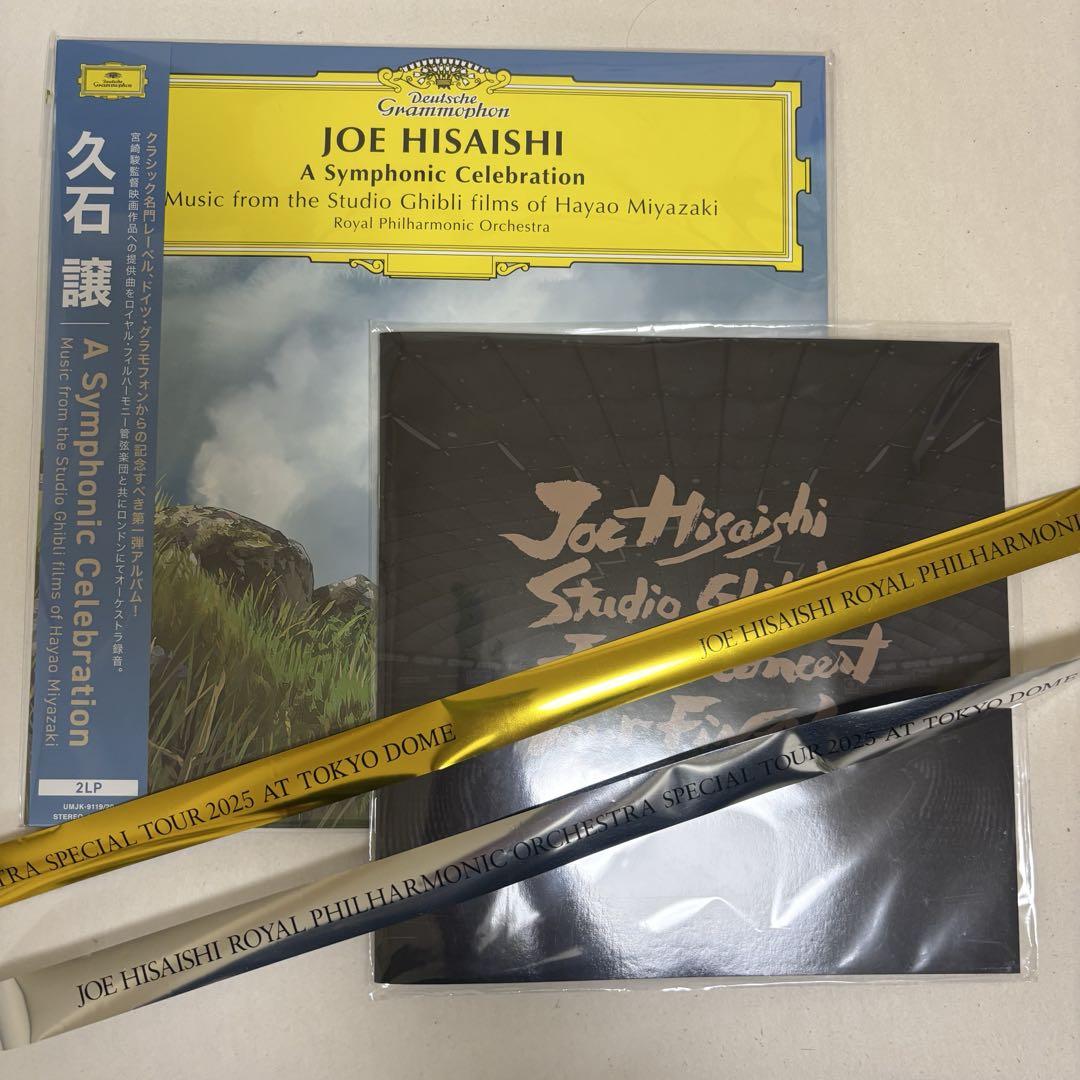 Deutsche
Grammophon
久石 譲
A Symphonic Celebration
Music from the Studio Ghibli films of Hayao Miyazaki
クラシック名門レーベル、ドイツ・グラモフォンからの記念すべき第一弾アルバム!
宮崎駿監督映画作品への提供曲をロイヤル・フィルハーモニー管弦楽団と共にロンドンにてオーケストラ録音。
2LP
UMJK-9119/20
STEREO
Deutsche
Grammophon
JOE HISAISHI
A Symphonic Celebration
Music from the Studio Ghibli films of Hayao Miyazaki
Royal Philharmonic Orchestra
Joe Hisaishi
Studio Ghibli
Concert
JOE HISAISHI ROYAL PHILHARMONI
TRA SPECIAL TOUR 2025 AT TOKYO DOME
JOE HISAISHI ROYAL PHILHARMONIC ORCHESTRA SPECIAL TOUR 2025 AT TOKYO DOME